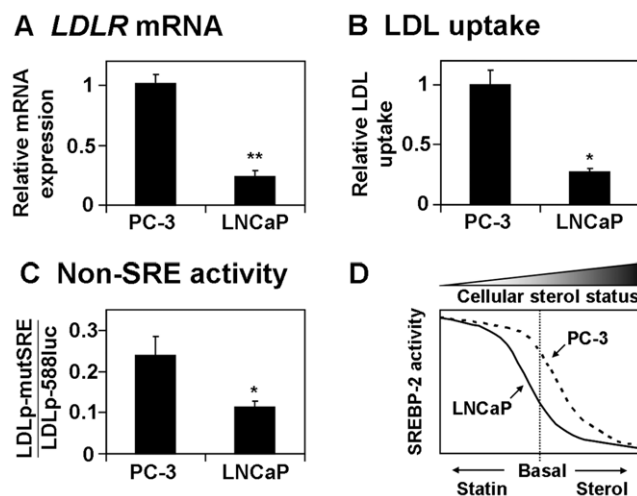 A LDLR mRNA
Relative mRNA
expression
1
0.5
0
**
PC-3 LNCaP
B LDL uptake
Relative LDL
uptake
1
0.5
0
*
PC-3 LNCaP
C Non-SRE activity
LDLp-mutSRE
LDLp-588luc
0.3
0.2
0.1
0
*
PC-3 LNCaP
D
Cellular sterol status
SREBP-2 activity
PC-3
LNCaP
Basal
Statin Sterol